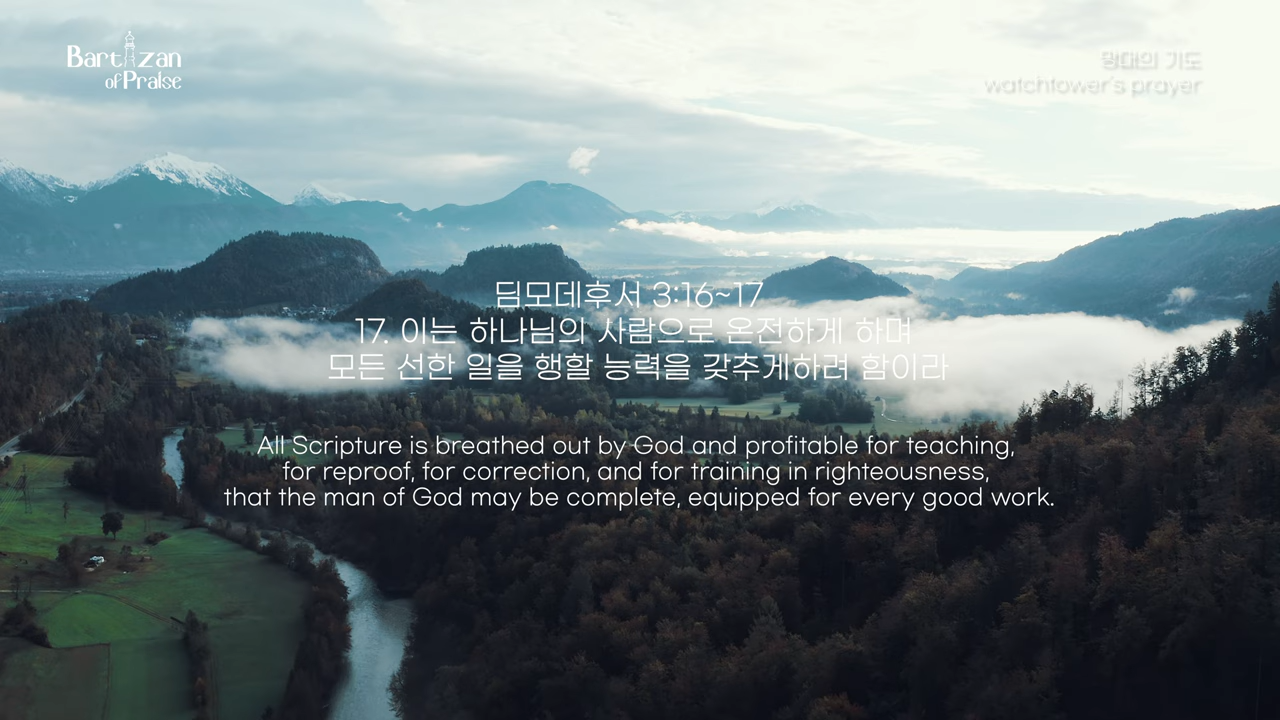 Bartizan
of Praise
망대의 기도
watchtower's prayer
딤모데후서 3:16~17
17. 이는 하나님의 사람으로 온전하게 하며
모든 선한 일을 행할 능력을 갖추게하려 함이라
All Scripture is breathed out by God and profitable for teaching,
for reproof, for correction, and for training in righteousness,
that the man of God may be complete, equipped for every good work.